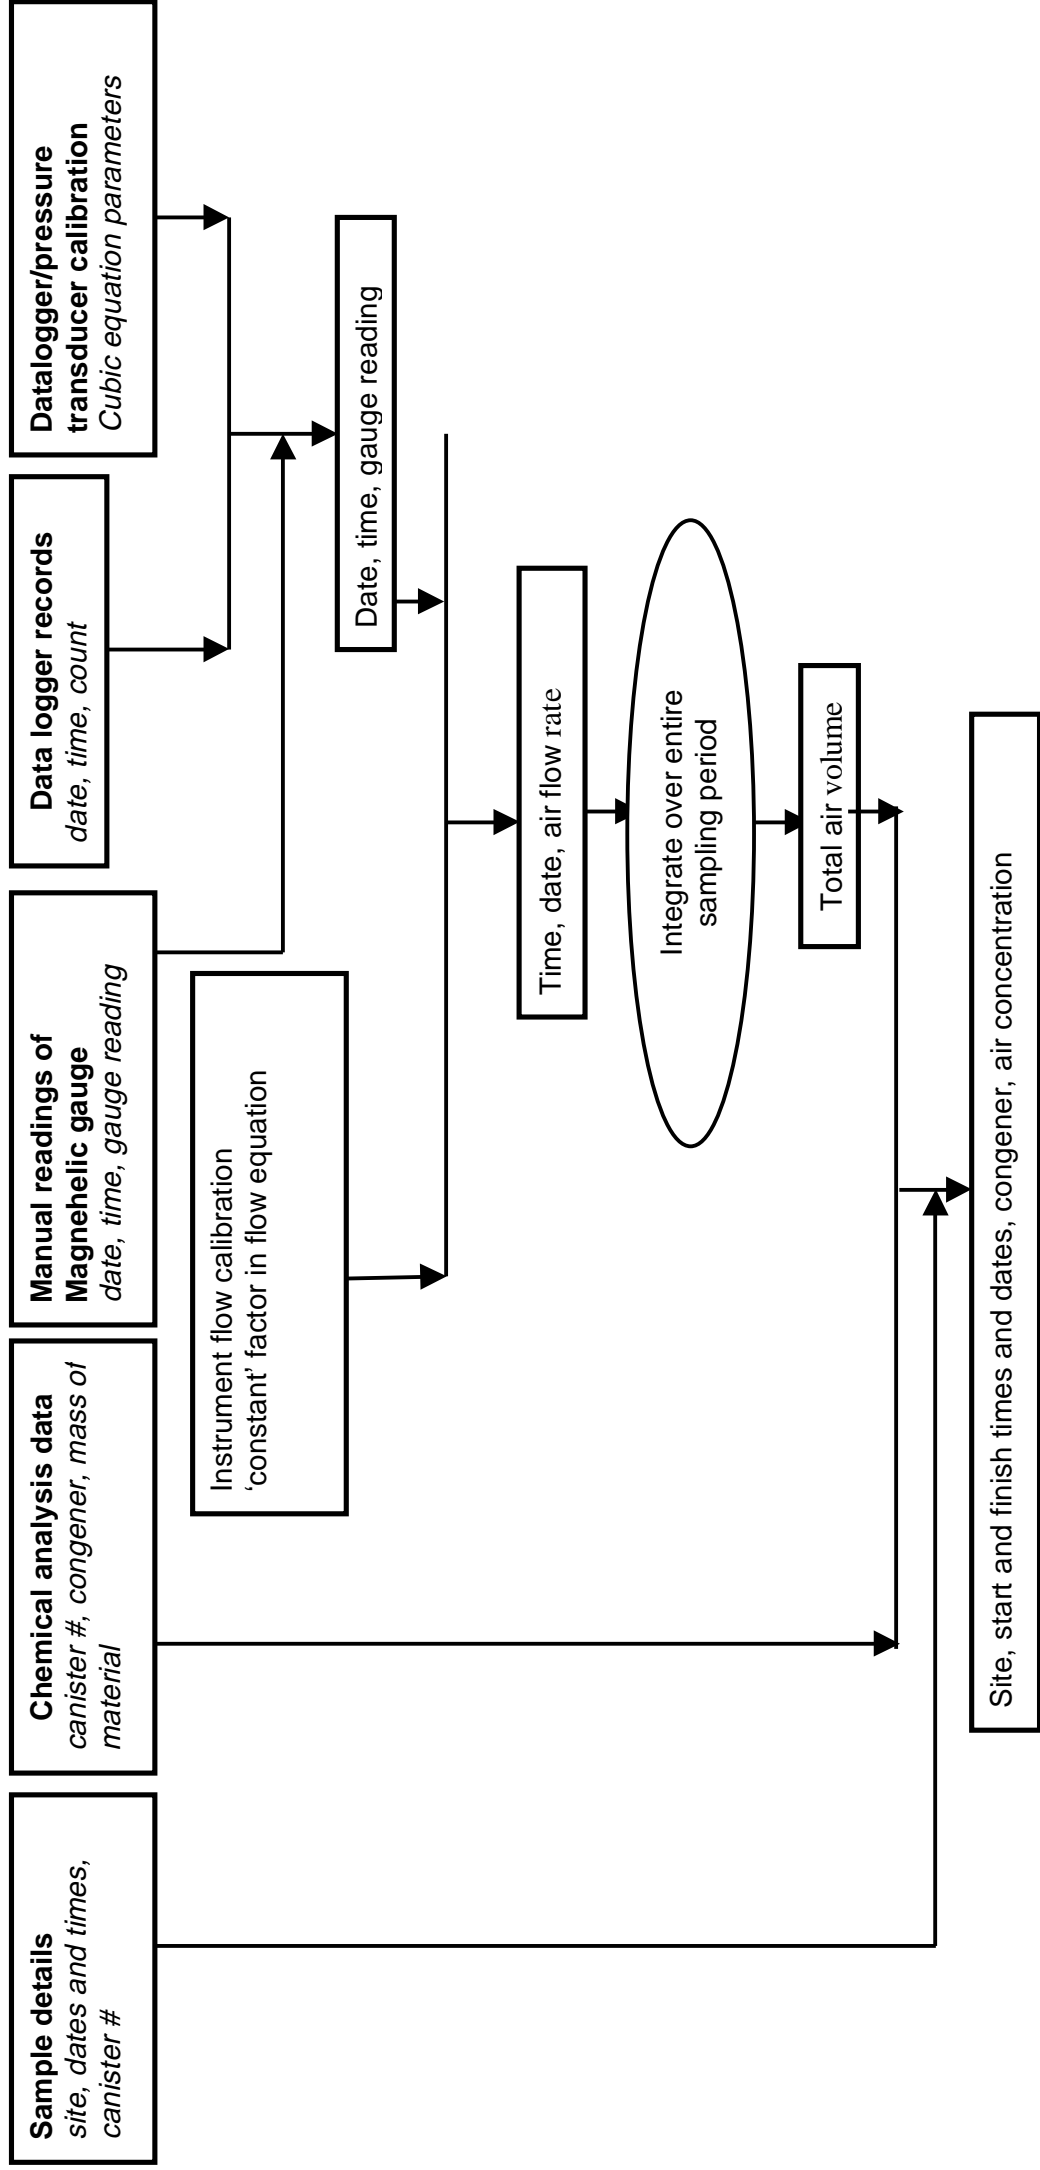 Sample details
site, dates and times,
canister #
Chemical analysis data
canister #, congener, mass of
material
Manual readings of
Magnehelic gauge
date, time, gauge reading
Data logger records
date, time, count
Datalogger/pressure
transducer calibration
Cubic equation parameters
Instrument flow calibration
‘constant’ factor in flow equation
Date, time, gauge reading
Time, date, air flow rate
Integrate over entire
sampling period
Total air volume
Site, start and finish times and dates, congener, air concentration